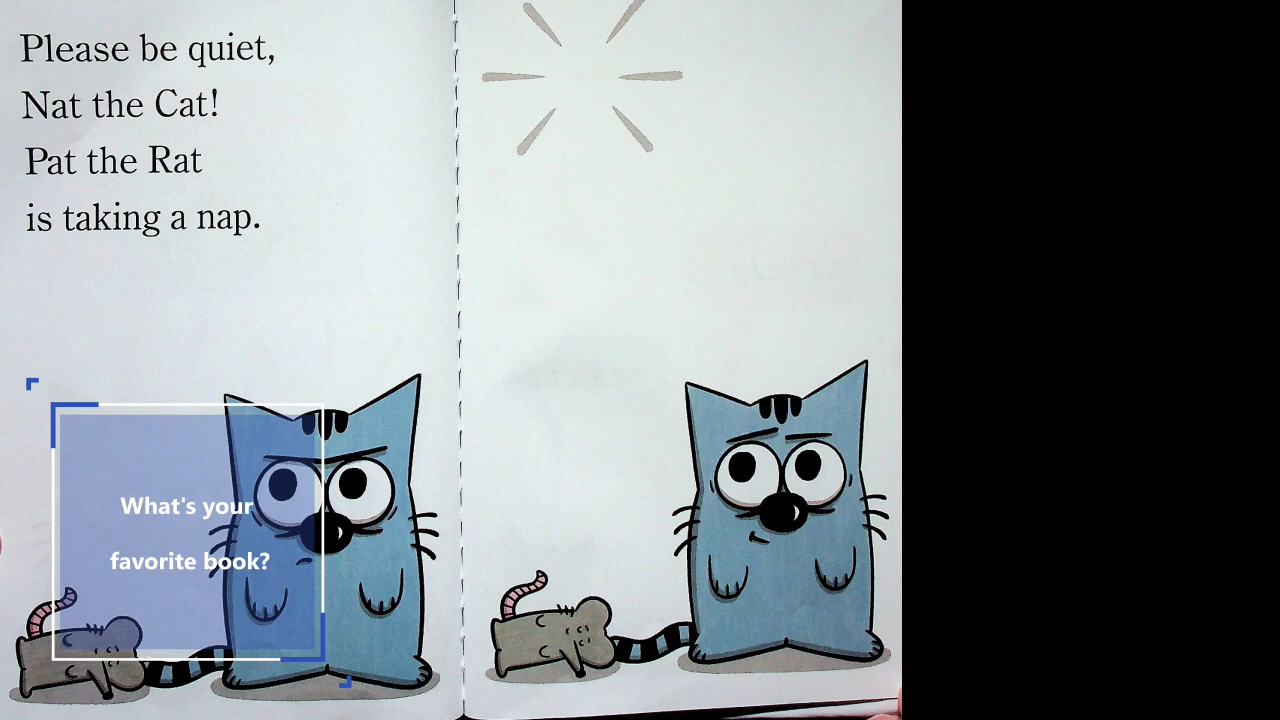 Please be quiet,
Nat the Cat!
Pat the Rat
is taking a nap.
What's your
favorite book?